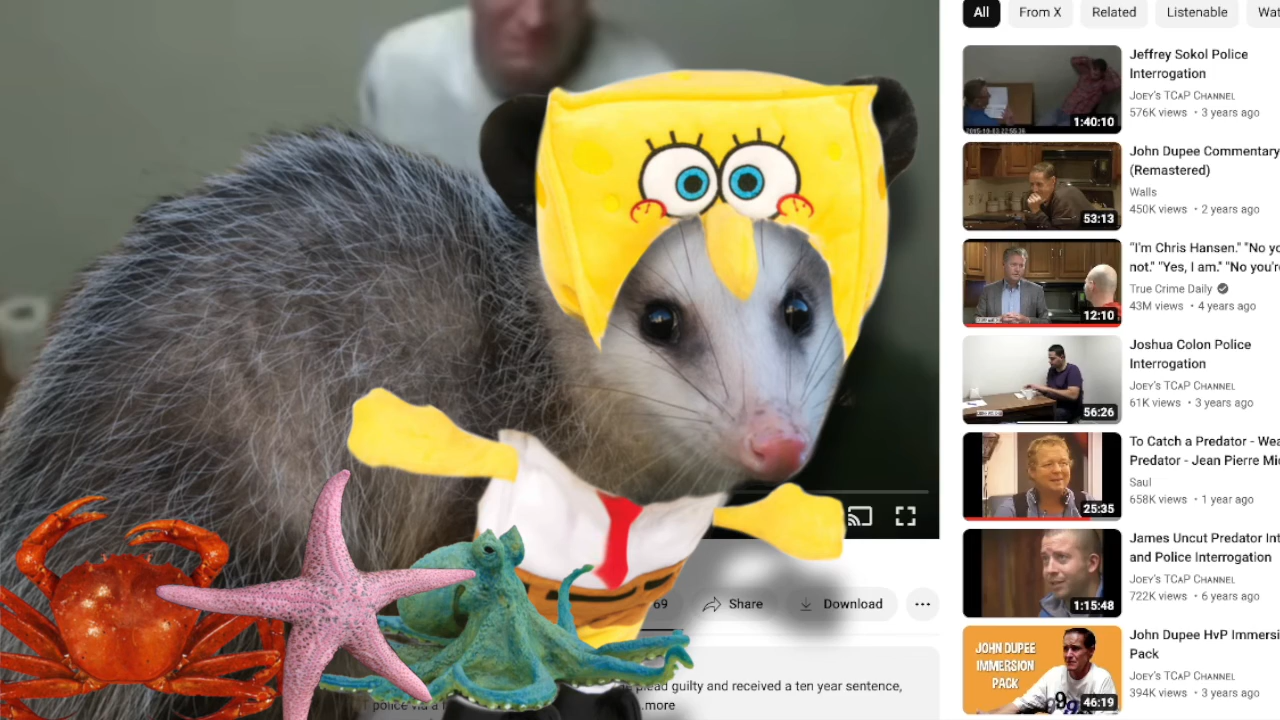 All From X Related Listenable Wat
Jeffrey Sokol Police
Interrogation
Joey's TCaP Channel
576K views • 3 years ago
1:40:10
John Dupee Commentary
(Remastered)
Walls
450K views • 2 years ago
53:13
"I'm Chris Hansen." "No yo
not." "Yes, I am." "No you're
True Crime Daily
43M views • 4 years ago
12:10
Joshua Colon Police
Interrogation
Joey's TCaP Channel
61K views • 3 years ago
56:26
To Catch a Predator - Wea
Predator - Jean Pierre Mi
Saul
658K views • 1 year ago
25:35
James Uncut Predator Int
and Police Interrogation
Joey's TCaP Channel
722K views • 6 years ago
1:15:48
John Dupee HvP Immersi
Pack
Joey's TCaP Channel
394K views • 3 years ago
JOHN DUPEE
IMMERSION
PACK
46:19
69 Share Download
plead guilty and received a ten year sentence,
police via a
...more